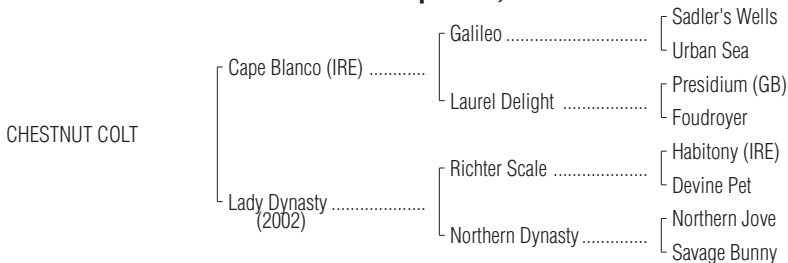 Sadler's Wells
Galileo ..............................
Urban Sea
Cape Blanco (IRE) ............
Presidium (GB)
Laurel Delight ..................
Foudroyer
CHESTNUT COLT
Habitony (IRE)
Richter Scale ....................
Devine Pet
Lady Dynasty ....................
(2002)
Northern Jove
Northern Dynasty ..............
Savage Bunny